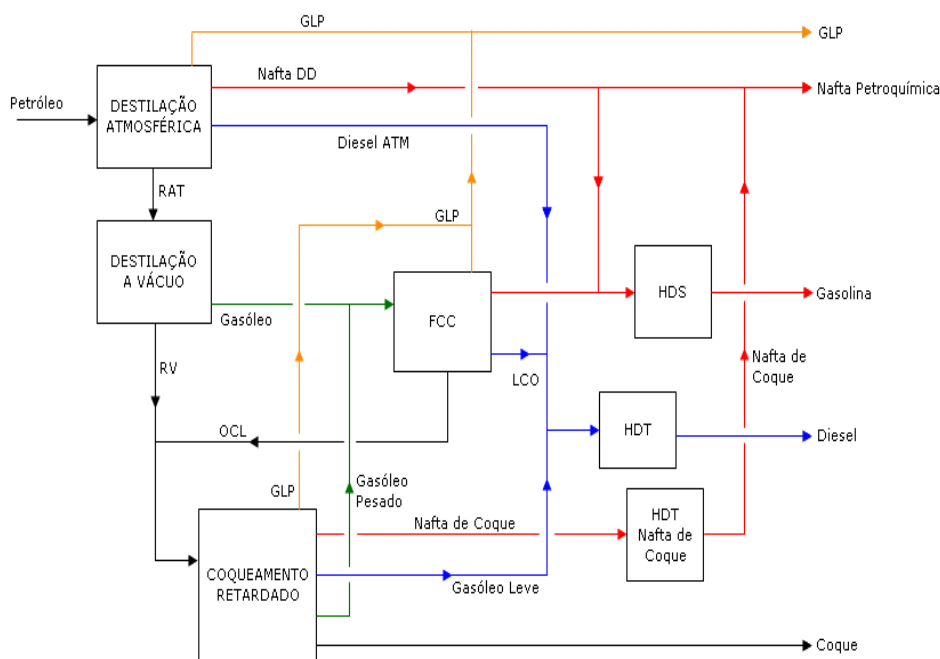 GLP
GLP
Nafta DD
Nafta Petroquímica
Petróleo
DESTILAÇÃO
ATMOSFÉRICA
Diesel ATM
RAT
GLP
DESTILAÇÃO
A VÁCUO
HDS
Gasolina
Gasóleo
FCC
RV
LCO
Nafta de
Coque
OCL
HDT
Diesel
GLP
Gasóleo
Pesado
Nafta de Coque
HDT
Nafta de
Coque
COQUEAMENTO
RETARDADO
Gasóleo Leve
Coque